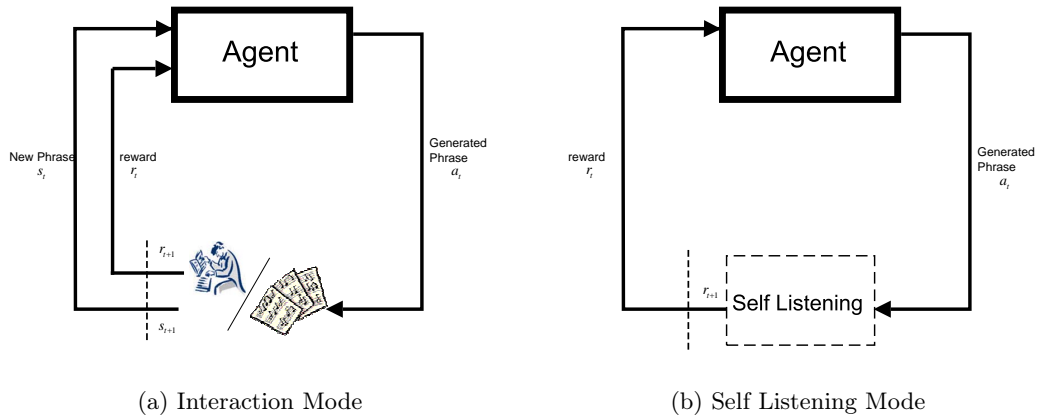 Agent
New Phrase
s_t
reward
r_t
Generated
Phrase
a_t
r_{t+1}
s_{t+1}
(a) Interaction Mode
Agent
reward
r_t
Generated
Phrase
a_t
r_{t+1}
Self Listening
(b) Self Listening Mode